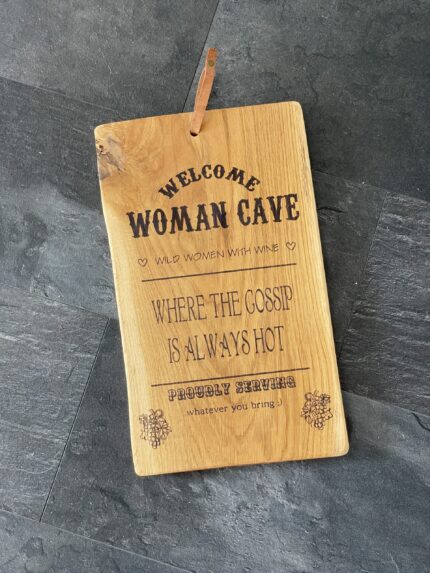 WELCOME
WOMAN CAVE
♡ WILD WOMEN WITH WINE ♡
WHERE THE GOSSIP
IS ALWAYS HOT
PROUDLY SERVING
whatever you bring ;)